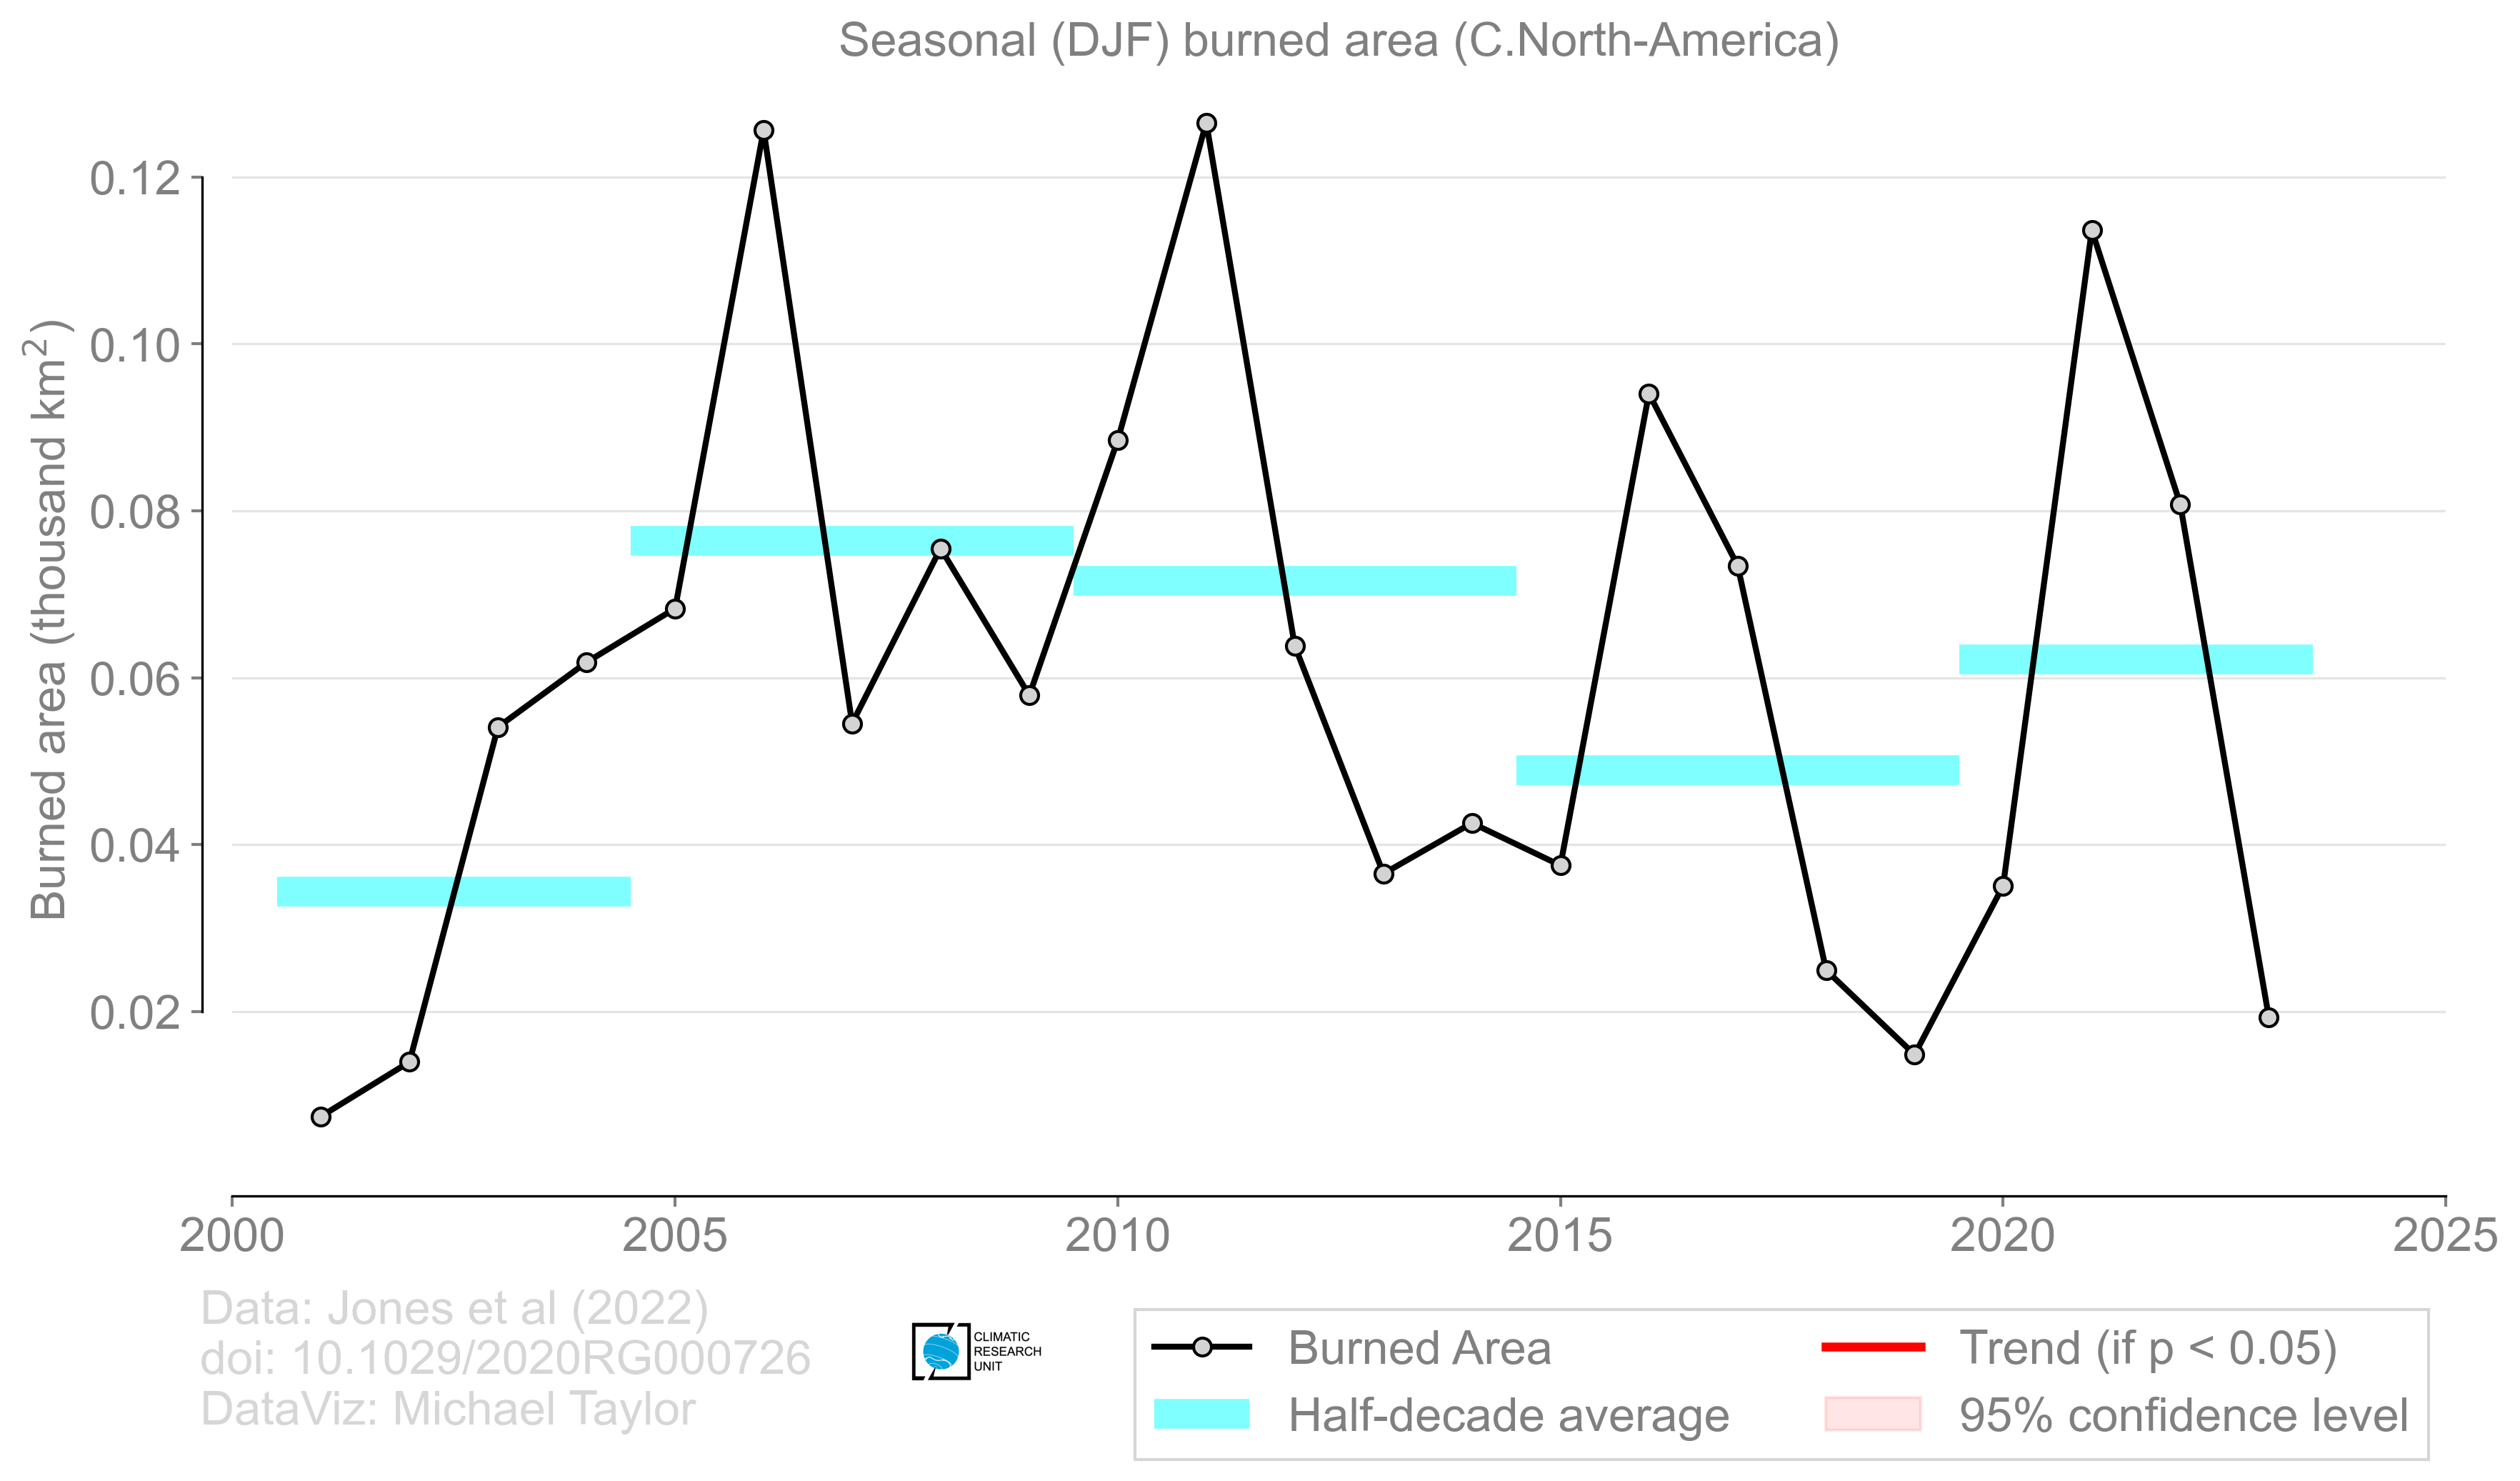 Seasonal (DJF) burned area (C.North-America)
Burned area (thousand km²)
0.12
0.10
0.08
0.06
0.04
0.02
2000 2005 2010 2015 2020 2025
Data: Jones et al (2022)
doi: 10.1029/2020RG000726
DataViz: Michael Taylor
CLIMATIC
RESEARCH
UNIT
Burned Area
Half-decade average
Trend (if p < 0.05)
95% confidence level